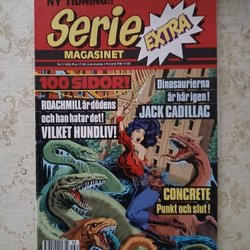 NY TIDNING!!
Serie
EXTRA
MAGASINET
100 SIDOR!
ROACHMILL är dödens
och han hatar det!
VILKET HUNDLIV!
Dinosaurierna
är här igen!
JACK CADILLAC
CONCRETE
Punkt och slut!